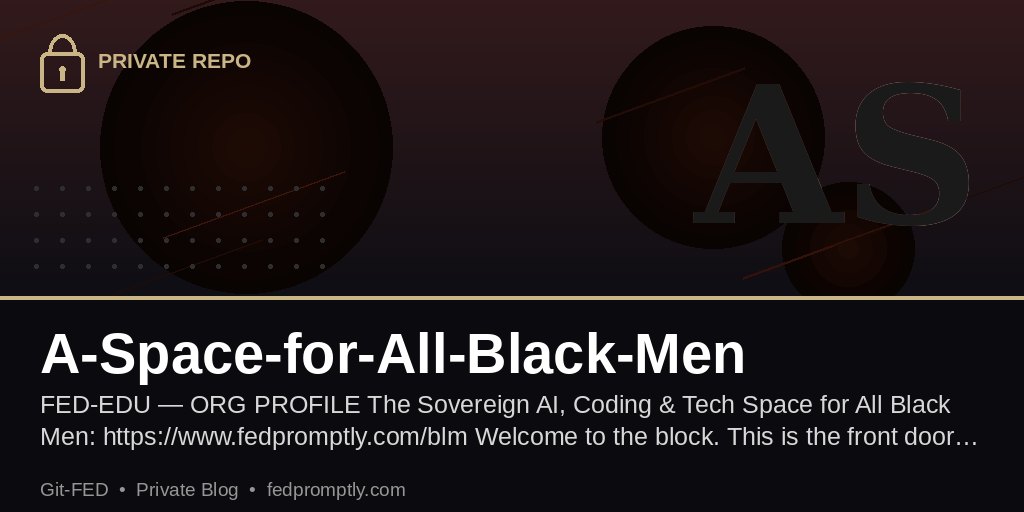 PRIVATE REPO
AS
A-Space-for-All-Black-Men
FED-EDU — ORG PROFILE The Sovereign AI, Coding & Tech Space for All Black
Men: https://www.fedpromptly.com/blm Welcome to the block. This is the front door…
Git-FED • Private Blog • fedpromptly.com